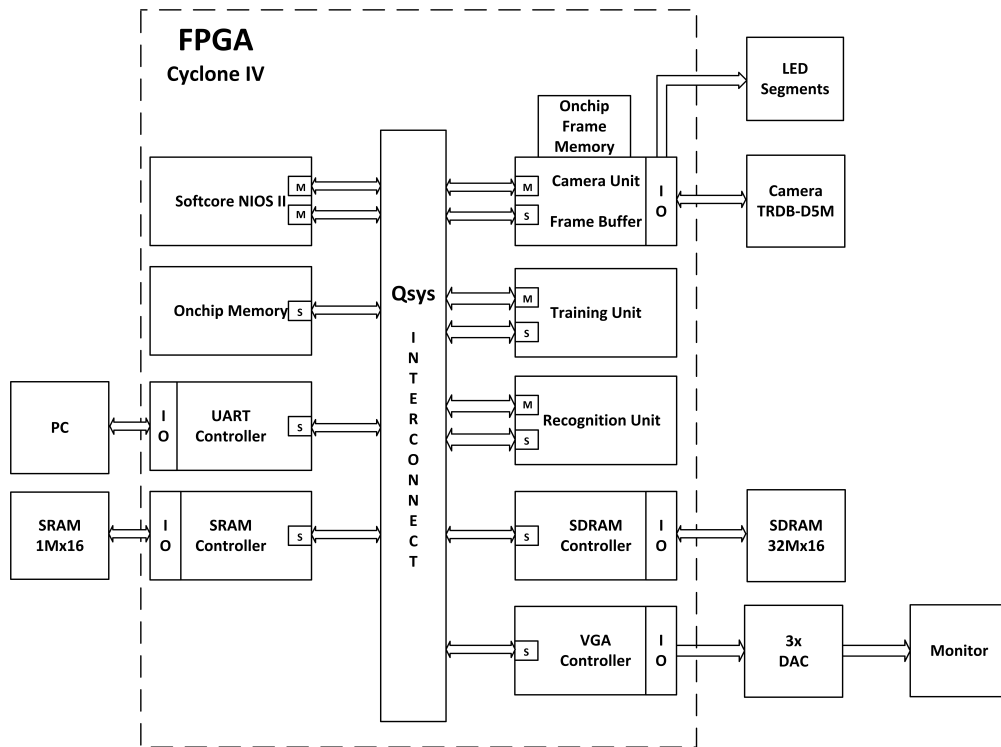 FPGA
Cyclone IV
LED
Segments
Onchip
Frame
Memory
Softcore NIOS II
M
M
M
S
Camera Unit
Frame Buffer
I
O
Camera
TRDB-D5M
Onchip Memory
S
Qsys
I
N
T
E
R
C
O
N
N
E
C
T
M
S
Training Unit
PC
I
O
UART
Controller
S
M
S
Recognition Unit
SRAM
1Mx16
I
O
SRAM
Controller
S
S
SDRAM
Controller
I
O
SDRAM
32Mx16
S
VGA
Controller
I
O
3x
DAC
Monitor